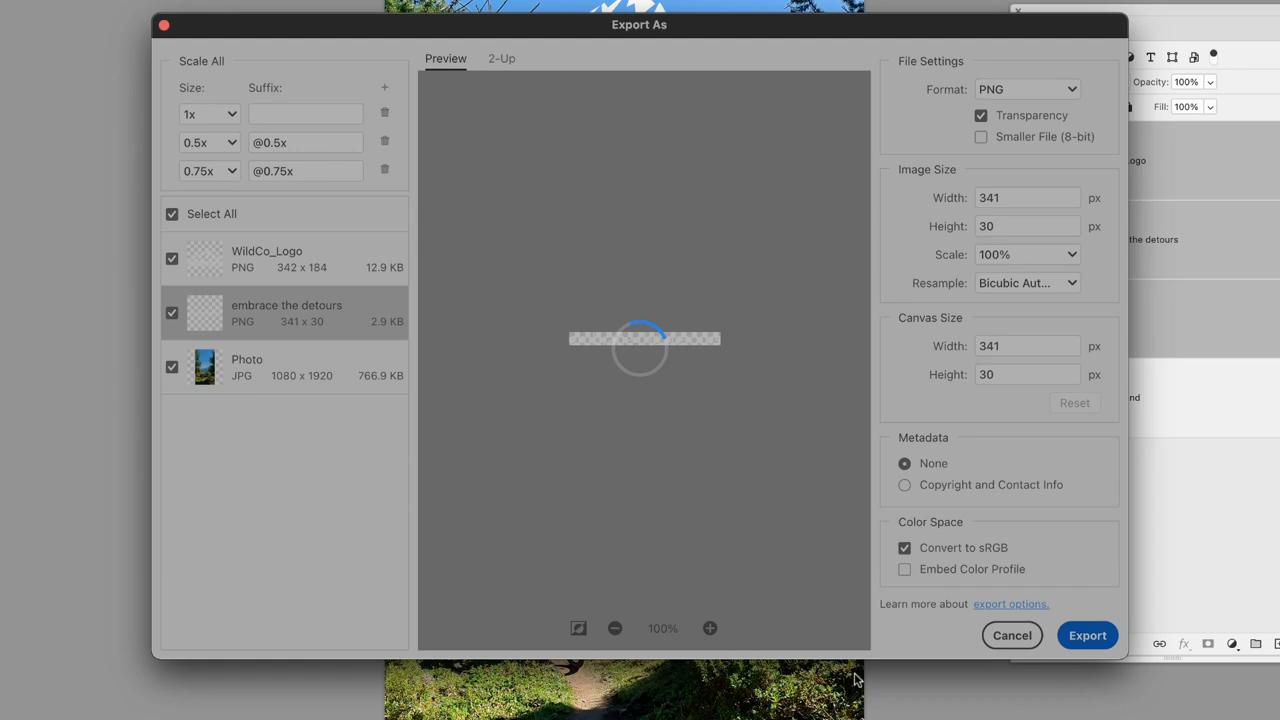 Export As
Scale All
Size:
Suffix:
+
1x
0.5x
@0.5x
0.75x
@0.75x
Select All
WildCo_Logo
PNG 342 x 184 12.9 KB
embrace the detours
PNG 341 x 30 2.9 KB
Photo
JPG 1080 x 1920 766.9 KB
Preview
2-Up
100%
File Settings
Format: PNG
Transparency
Smaller File (8-bit)
Image Size
Width: 341 px
Height: 30 px
Scale: 100%
Resample: Bicubic Aut...
Canvas Size
Width: 341 px
Height: 30 px
Reset
Metadata
None
Copyright and Contact Info
Color Space
Convert to sRGB
Embed Color Profile
Learn more about export options.
Cancel
Export
Opacity: 100%
Fill: 100%
ogo
the detours
nd
fx